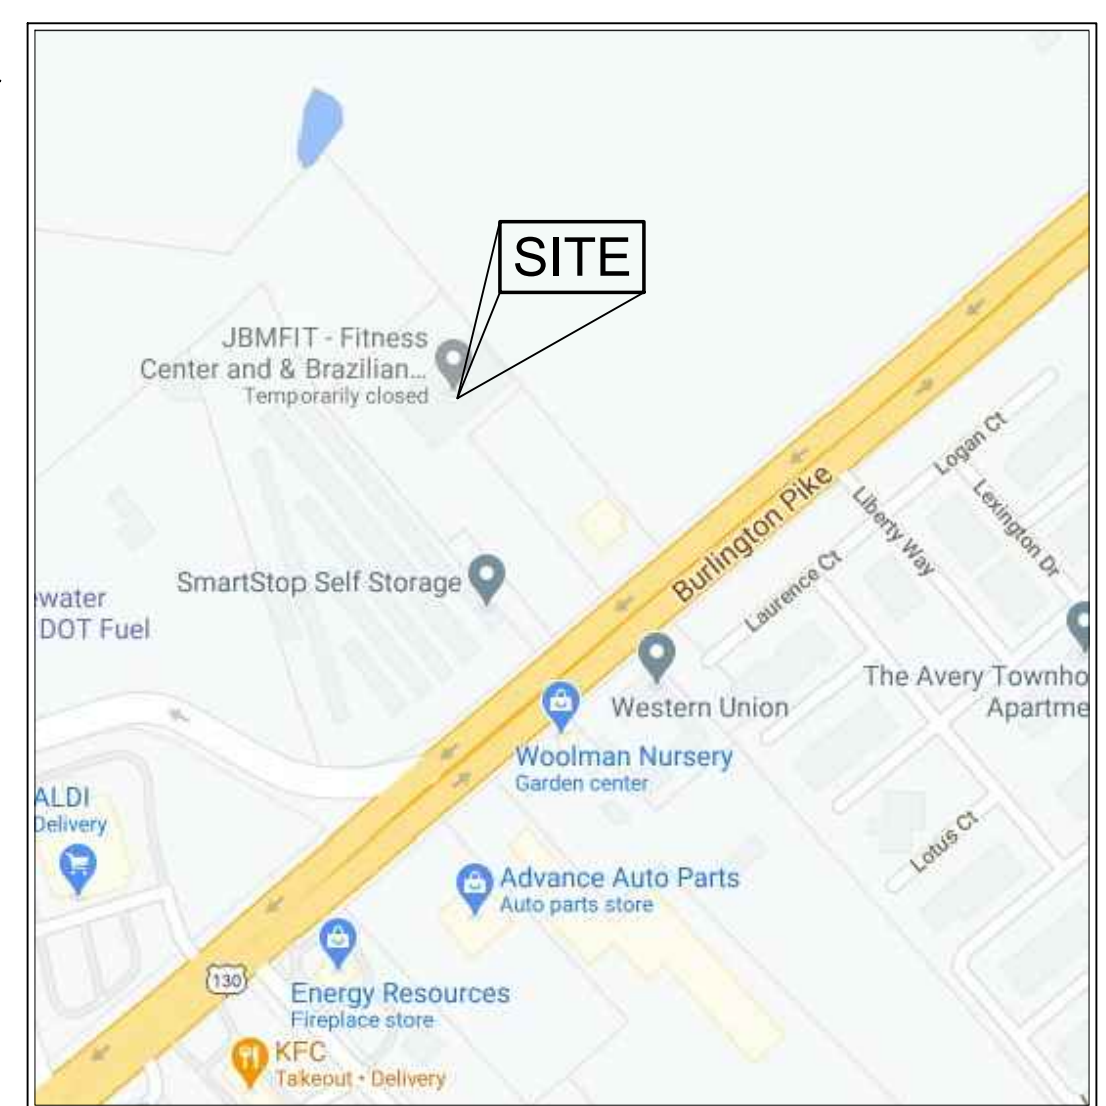 SITE
JBMFIT - Fitness
Center and & Brazilian...
Temporarily closed
Burlington Pike
Logan Ct
Liberty Way
Lexington Dr
Laurence Ct
SmartStop Self Storage
ewater
DOT Fuel
The Avery Townho
Apartme
Western Union
Woolman Nursery
Garden center
ALDI
Delivery
Lotus Ct
Advance Auto Parts
Auto parts store
130
Energy Resources
Fireplace store
KFC
Takeout • Delivery